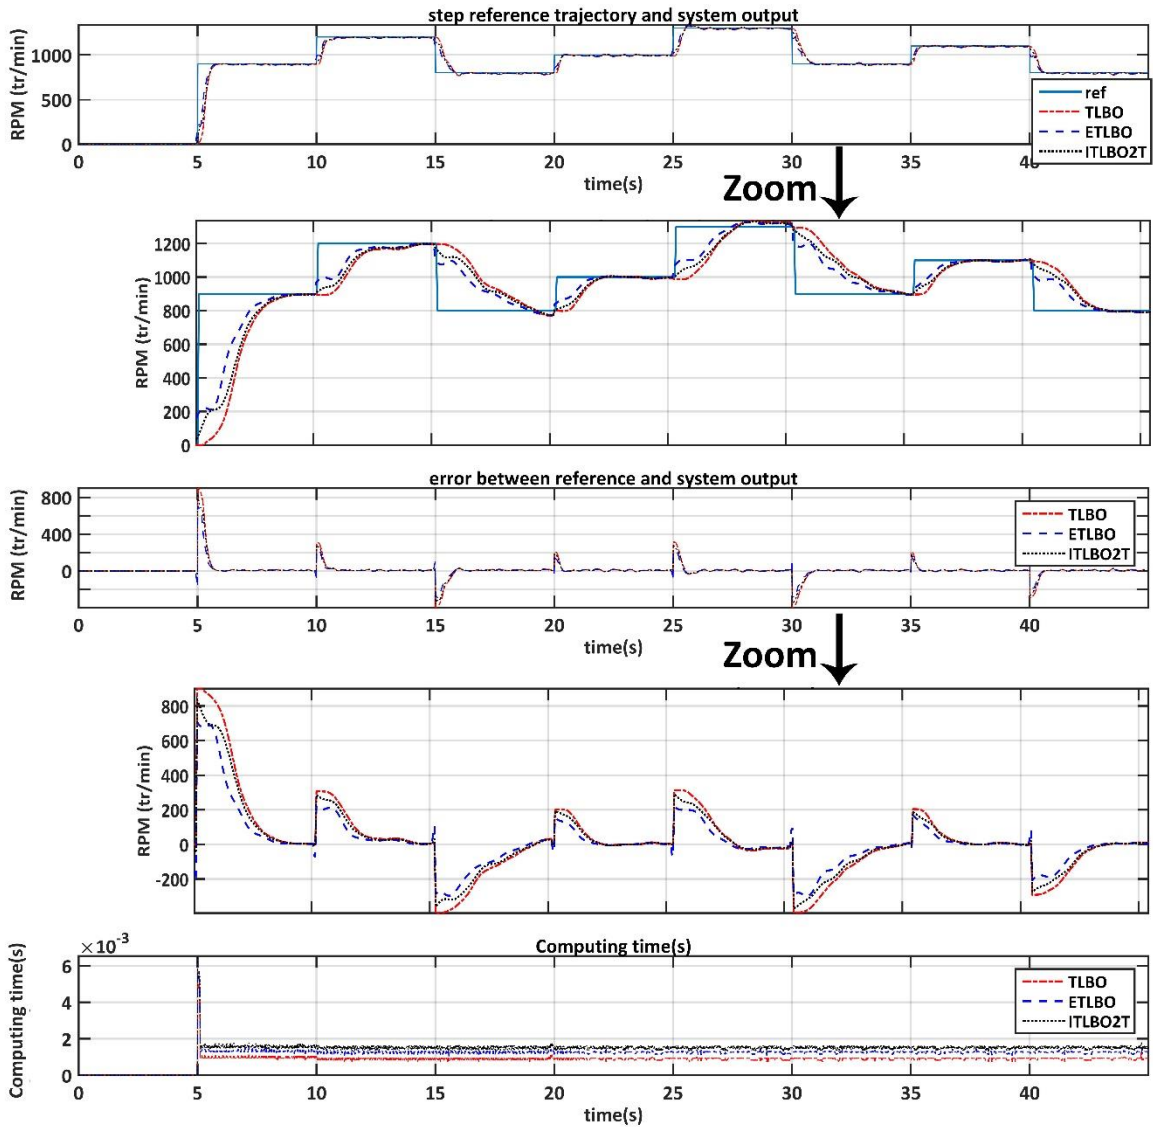 step reference trajectory and system output
RPM (tr/min)
1000
500
0
0 5 10 15 20 25 30 35 40
time(s)
ref
TLBO
ETLBO
ITLBO2T
Zoom
RPM (tr/min)
1200
1000
800
600
400
200
0
error between reference and system output
RPM (tr/min)
800
400
0
0 5 10 15 20 25 30 35 40
time(s)
TLBO
ETLBO
ITLBO2T
Zoom
RPM (tr/min)
800
600
400
200
0
-200
Computing time(s)
×10-3
Computing time(s)
6
4
2
0
0 5 10 15 20 25 30 35 40
time(s)
TLBO
ETLBO
ITLBO2T